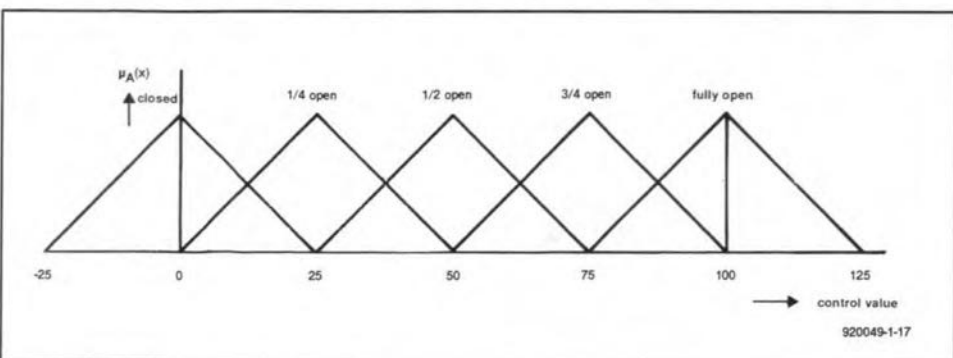 μA(x)
closed
1/4 open
1/2 open
3/4 open
fully open
-25
0
25
50
75
100
125
control value
920049-1-17